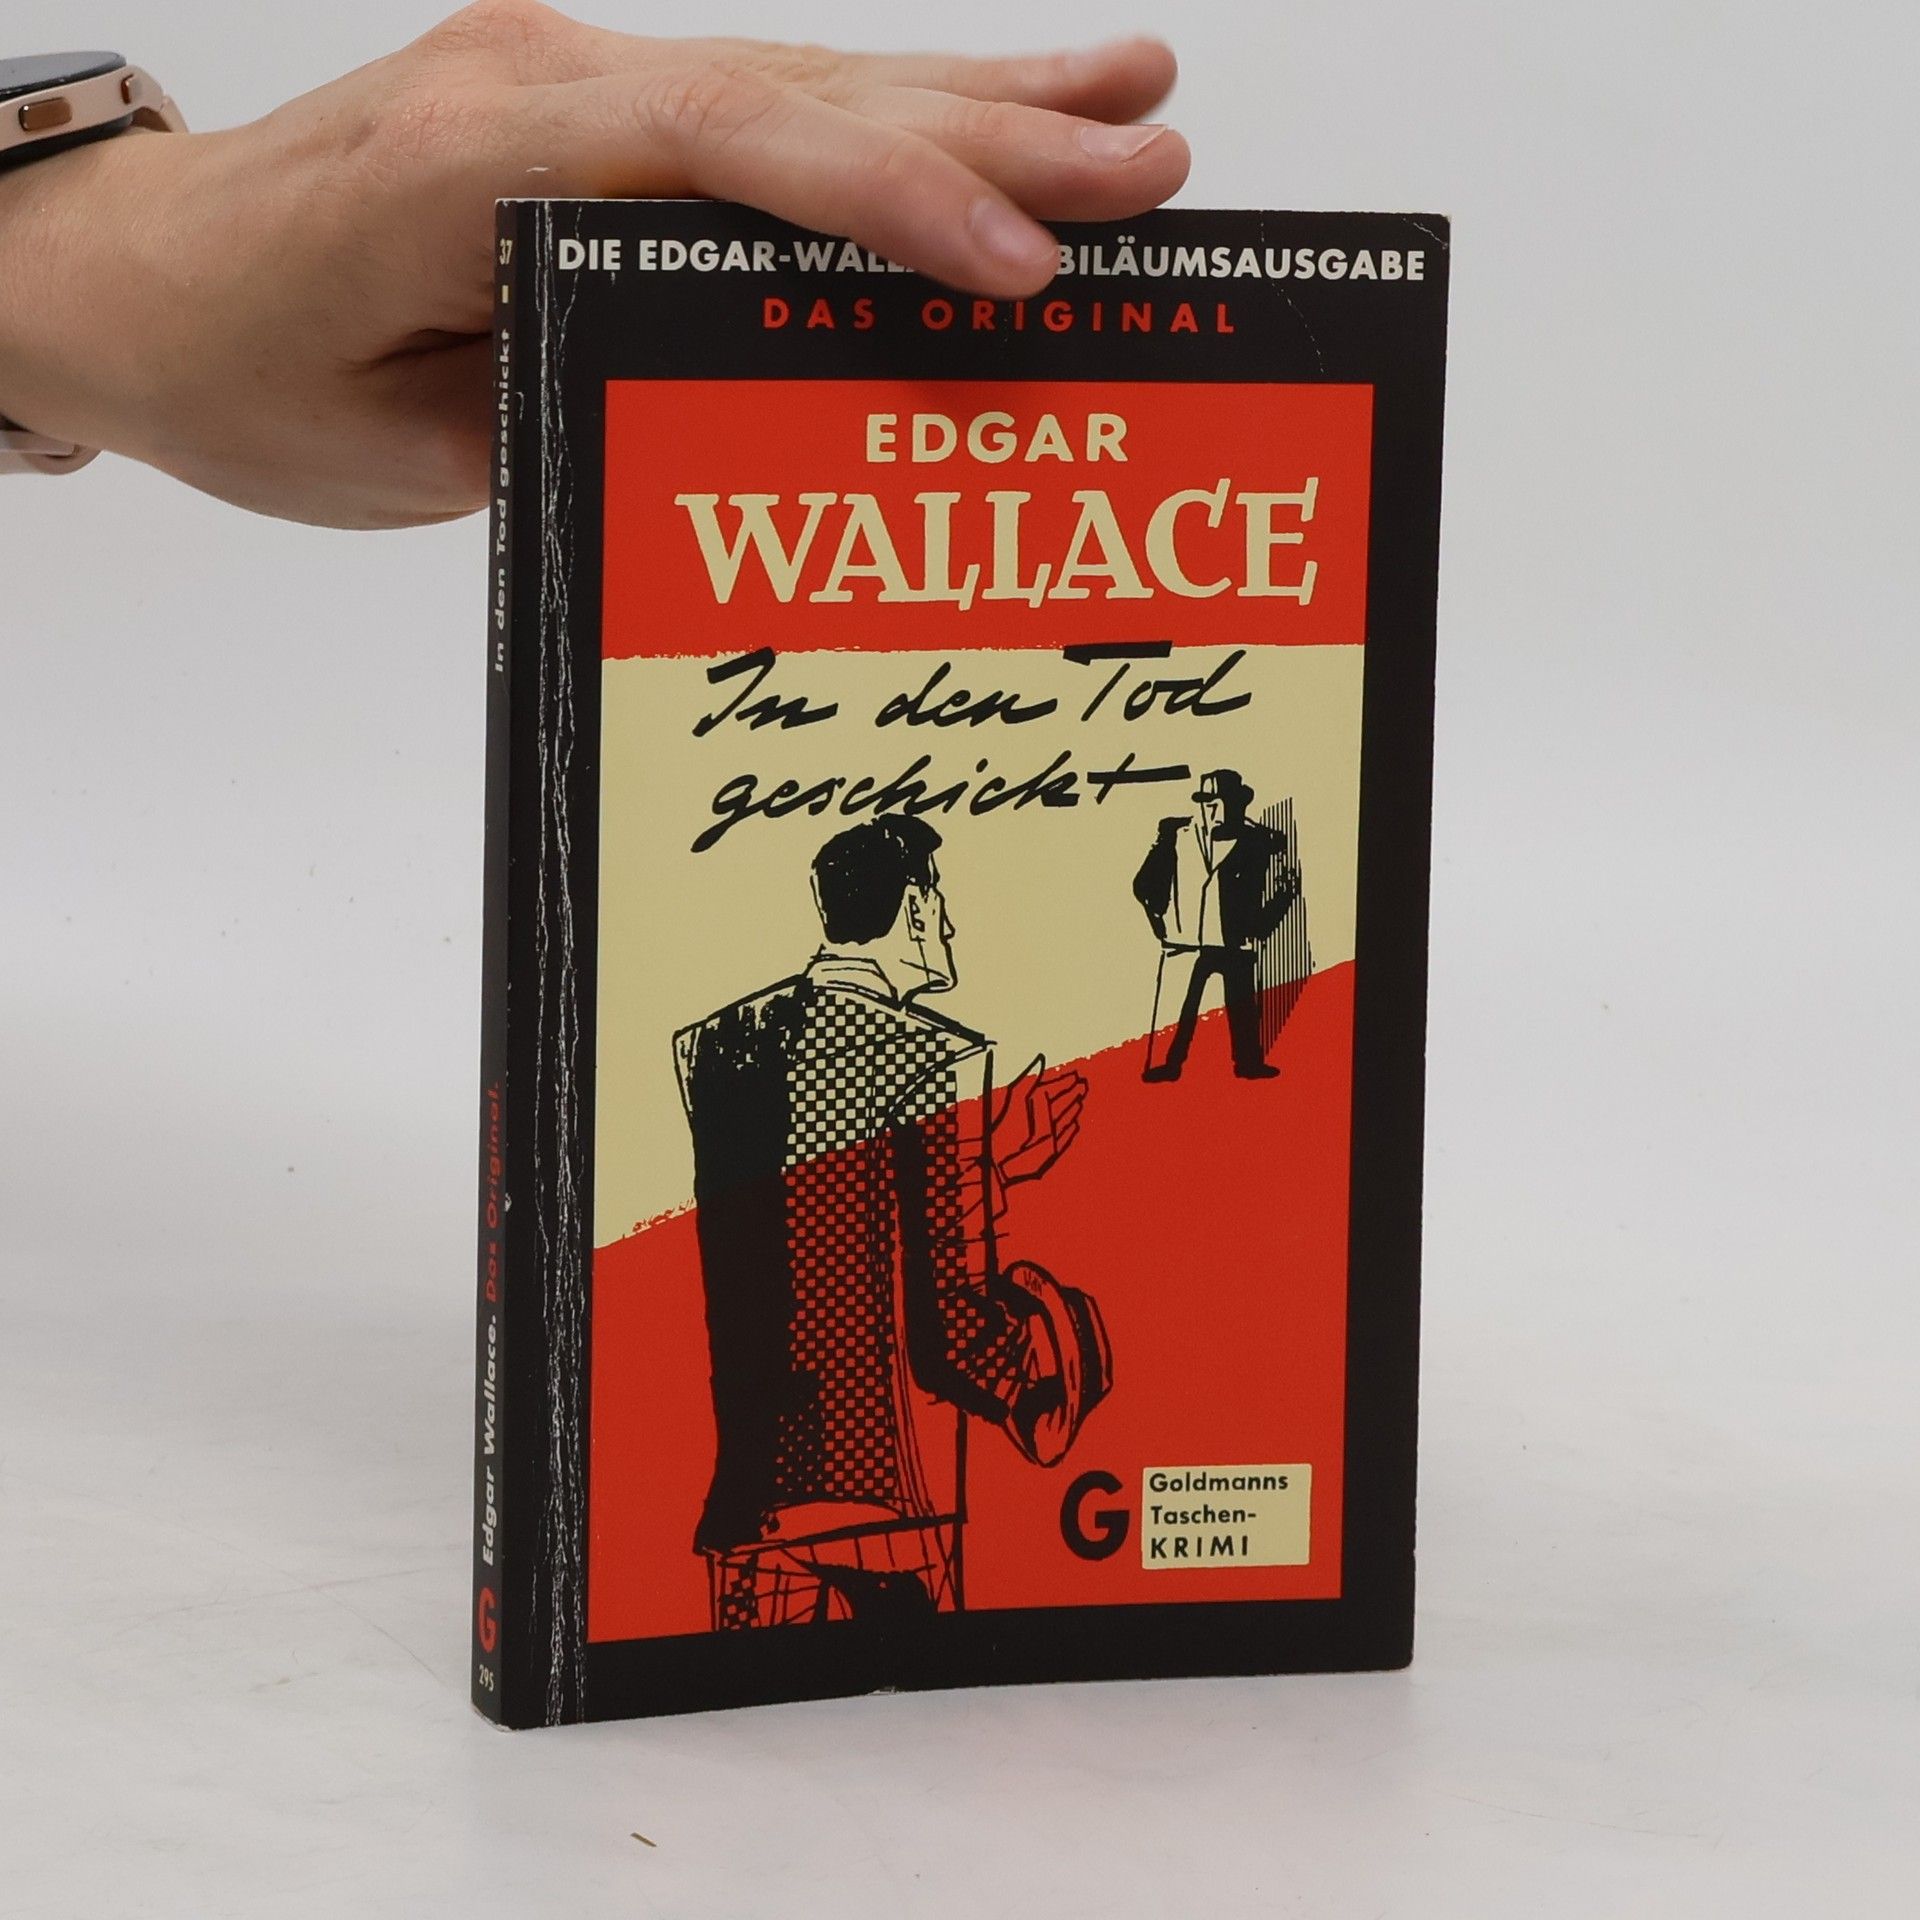 DIE EDGAR-WALL BILÄUMSAUSGABE
DAS ORIGINAL
EDGAR
WALLACE
In den Tod
geschickt
G
Goldmanns
Taschen-
KRIMI
37
In den Tod geschickt
Edgar Wallace. Das Original.
G
295